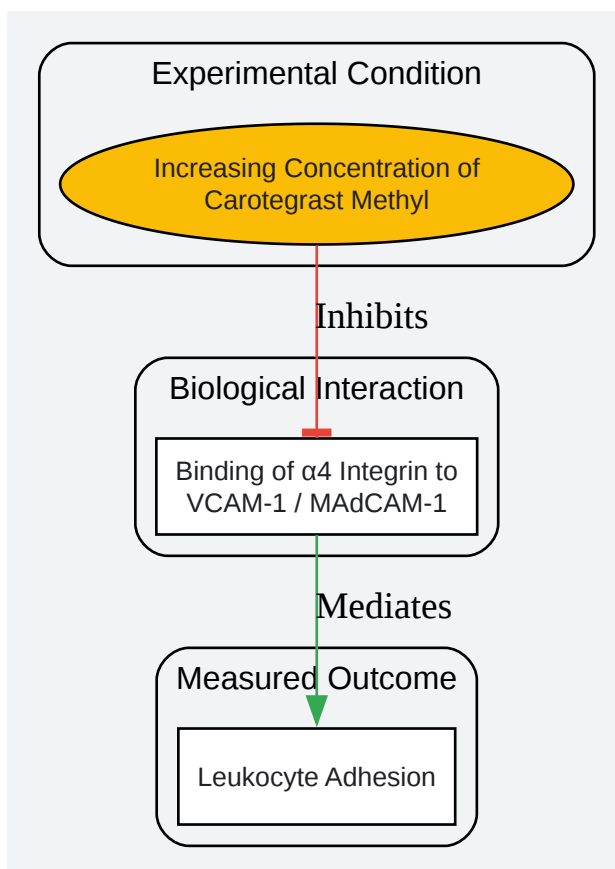 Experimental Condition
Increasing Concentration of
Carotegrast Methyl
Inhibits
Biological Interaction
Binding of α4 Integrin to
VCAM-1 / MAdCAM-1
Mediates
Measured Outcome
Leukocyte Adhesion